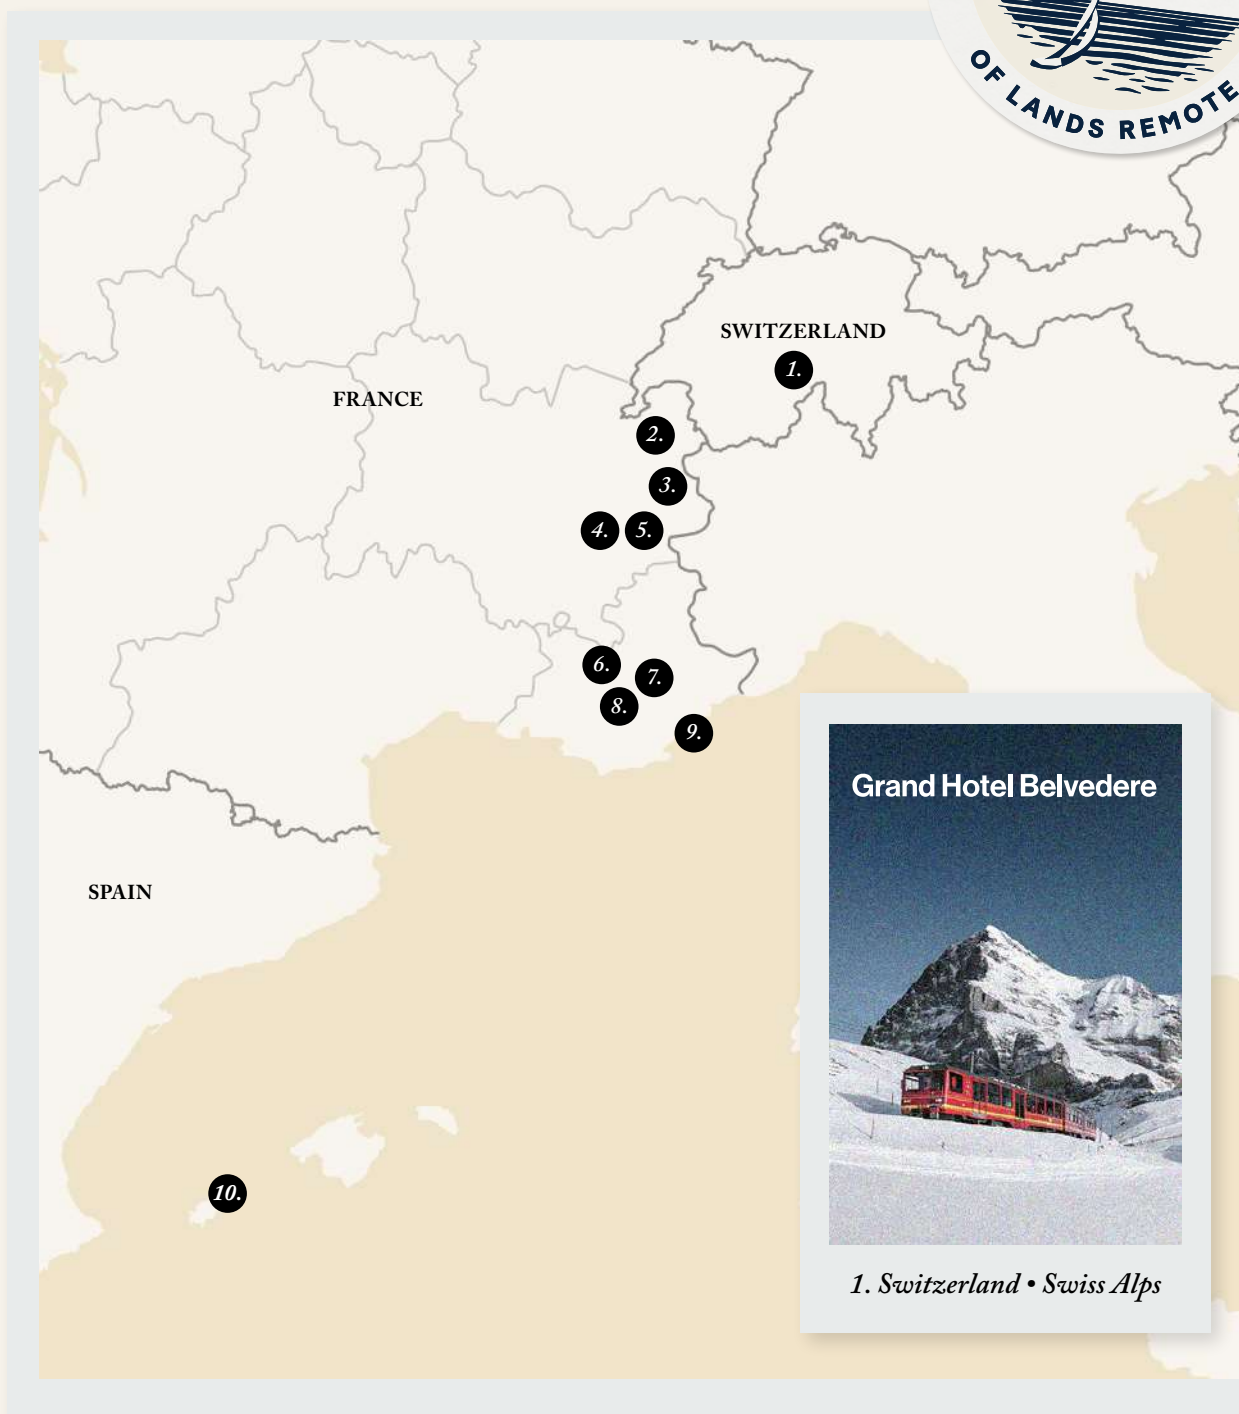 OF LANDS REMOTE
SWITZERLAND
1.
FRANCE
2.
3.
4.
5.
6.
7.
8.
9.
Grand Hotel Belvedere
SPAIN
10.
1. Switzerland • Swiss Alps